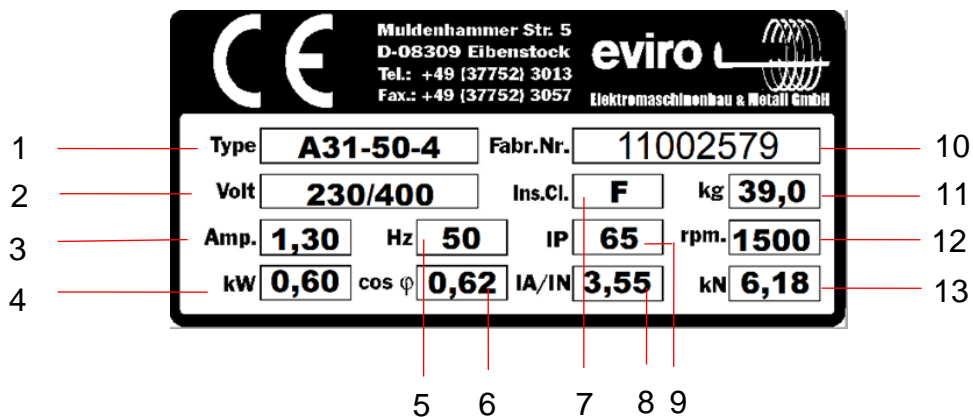 CE
Muldenhammer Str. 5
D-08309 Eibenstock
Tel.: +49 (37752) 3013
Fax.: +49 (37752) 3057
eviro
Elektromaschinenbau & Metall GmbH
1 Type A31-50-4 Fabr.Nr. 11002579 10
2 Volt 230/400 Ins.Cl. F kg 39,0 11
3 Amp. 1,30 Hz 50 IP 65 rpm. 1500 12
4 kW 0,60 cos φ 0,62 IA/IN 3,55 kN 6,18 13
5 6 7 8 9